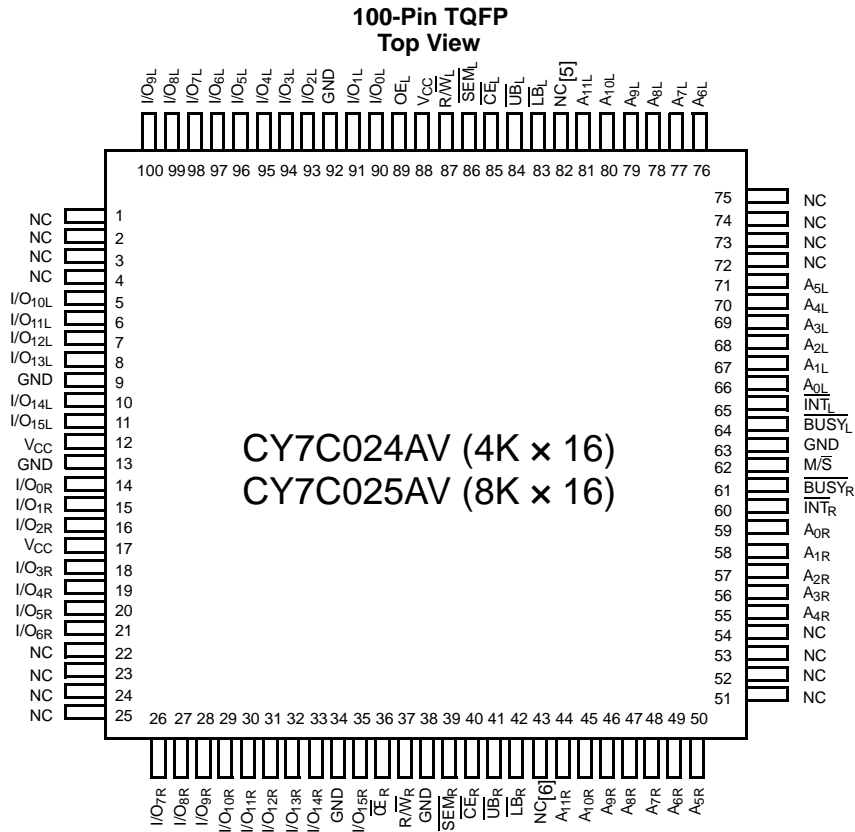 100-Pin TQFP
Top View
I/O9L I/O8L I/O7L I/O6L I/O5L I/O4L I/O3L I/O2L GND I/O1L I/O0L OEL VCC R/WL SEML CEL UBL LBL NC[5] A11L A10L A9L A8L A7L A6L
100 99 98 97 96 95 94 93 92 91 90 89 88 87 86 85 84 83 82 81 80 79 78 77 76
NC 1
NC 2
NC 3
NC 4
I/O10L 5
I/O11L 6
I/O12L 7
I/O13L 8
GND 9
I/O14L 10
I/O15L 11
VCC 12
GND 13
I/O0R 14
I/O1R 15
I/O2R 16
VCC 17
I/O3R 18
I/O4R 19
I/O5R 20
I/O6R 21
NC 22
NC 23
NC 24
NC 25
CY7C024AV (4K × 16)
CY7C025AV (8K × 16)
75 NC
74 NC
73 NC
72 NC
71 A5L
70 A4L
69 A3L
68 A2L
67 A1L
66 A0L
65 INTL
64 BUSYL
63 GND
62 M/S
61 BUSYR
60 INTR
59 A0R
58 A1R
57 A2R
56 A3R
55 A4R
54 NC
53 NC
52 NC
51 NC
26 27 28 29 30 31 32 33 34 35 36 37 38 39 40 41 42 43 44 45 46 47 48 49 50
I/O7R I/O8R I/O9R I/O10R I/O11R I/O12R I/O13R I/O14R GND I/O15R OER R/WR GND SEMR CER UBR LBR NC[6] A11R A10R A9R A8R A7R A6R A5R